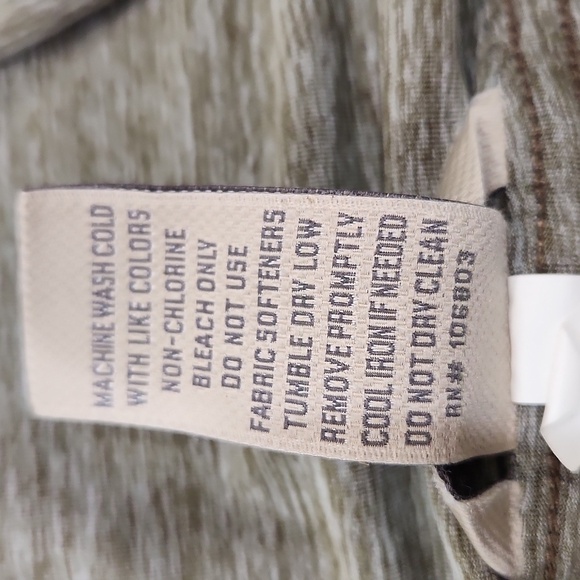 MACHINE WASH COLD
WITH LIKE COLORS
NON-CHLORINE
BLEACH ONLY
DO NOT USE
FABRIC SOFTENERS
TUMBLE DRY LOW
REMOVE PROMPTLY
COOL IRON IF NEEDED
DO NOT DRY CLEAN
RN# 106803